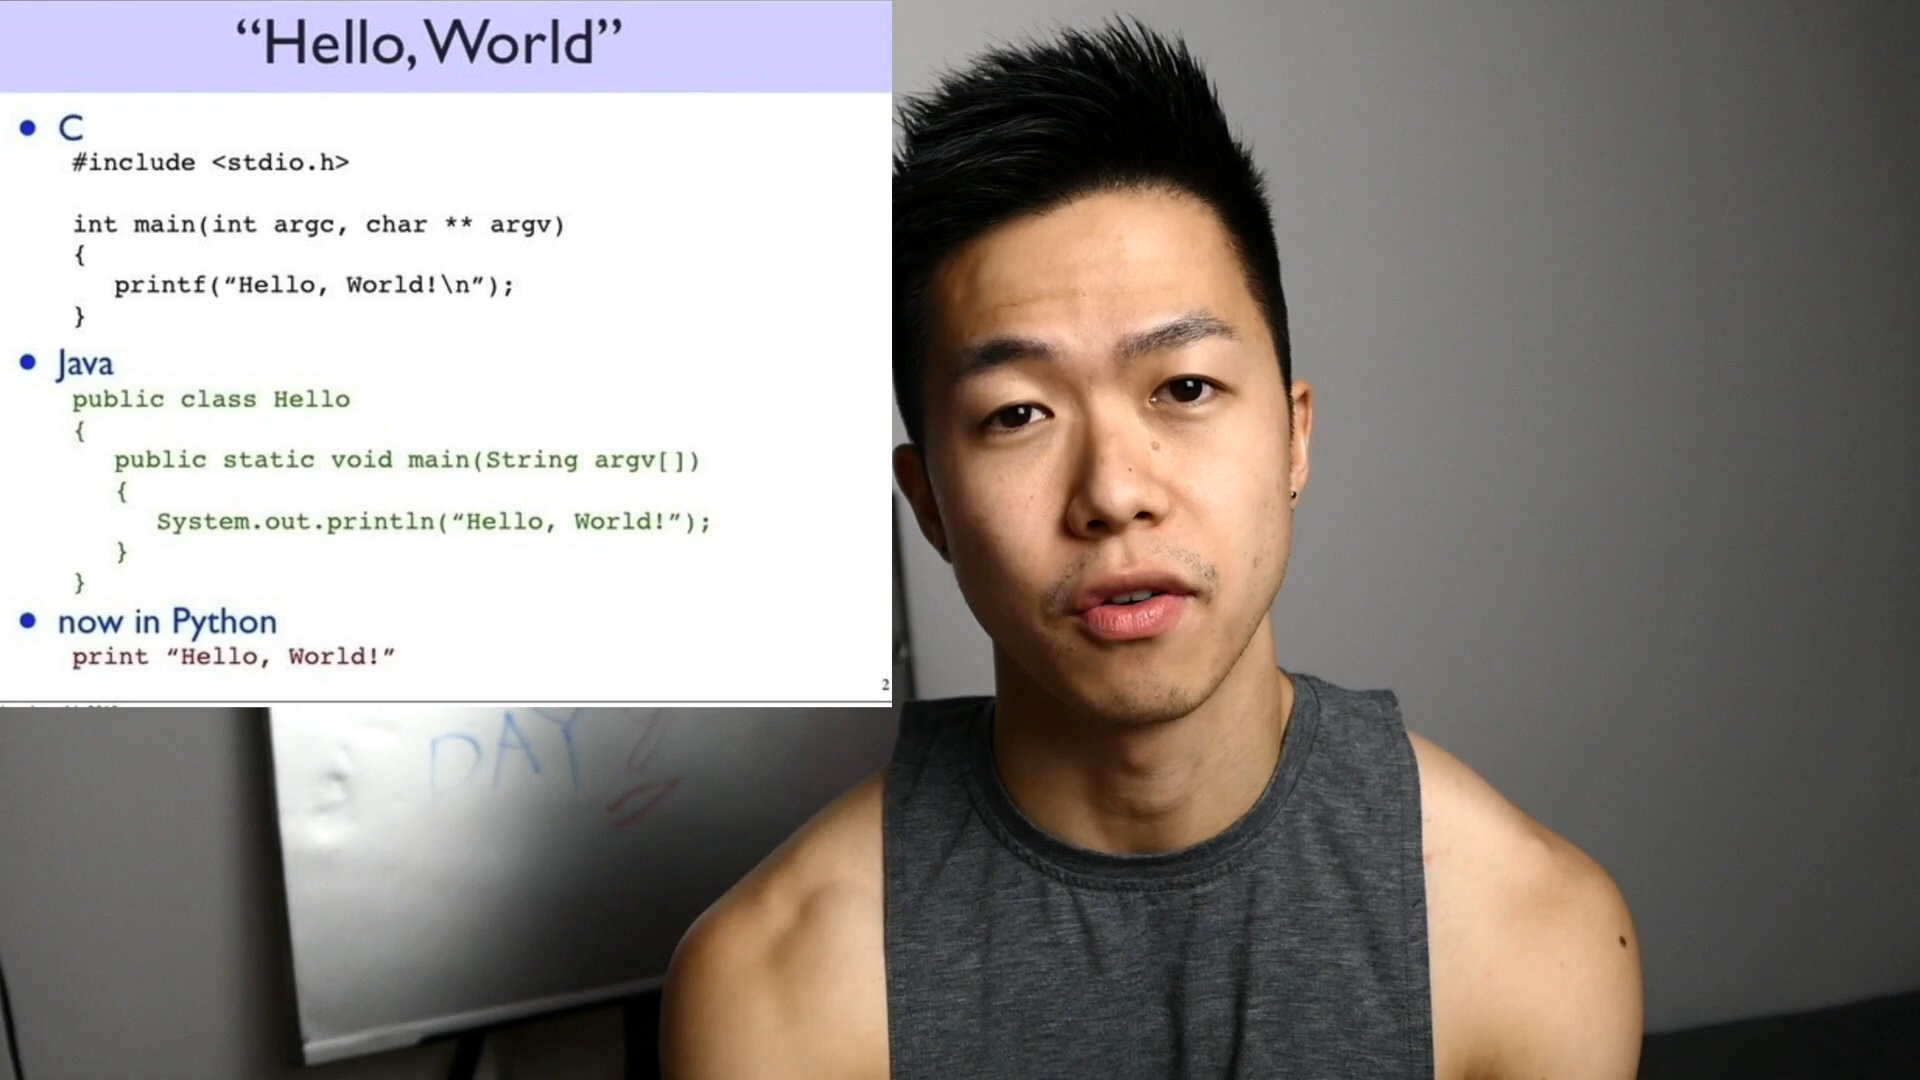 “Hello, World”
• C
#include <stdio.h>
int main(int argc, char ** argv)
{
printf(“Hello, World!\n”);
}
• Java
public class Hello
{
public static void main(String argv[])
{
System.out.println(“Hello, World!”);
}
}
• now in Python
print “Hello, World!”
2
DAY